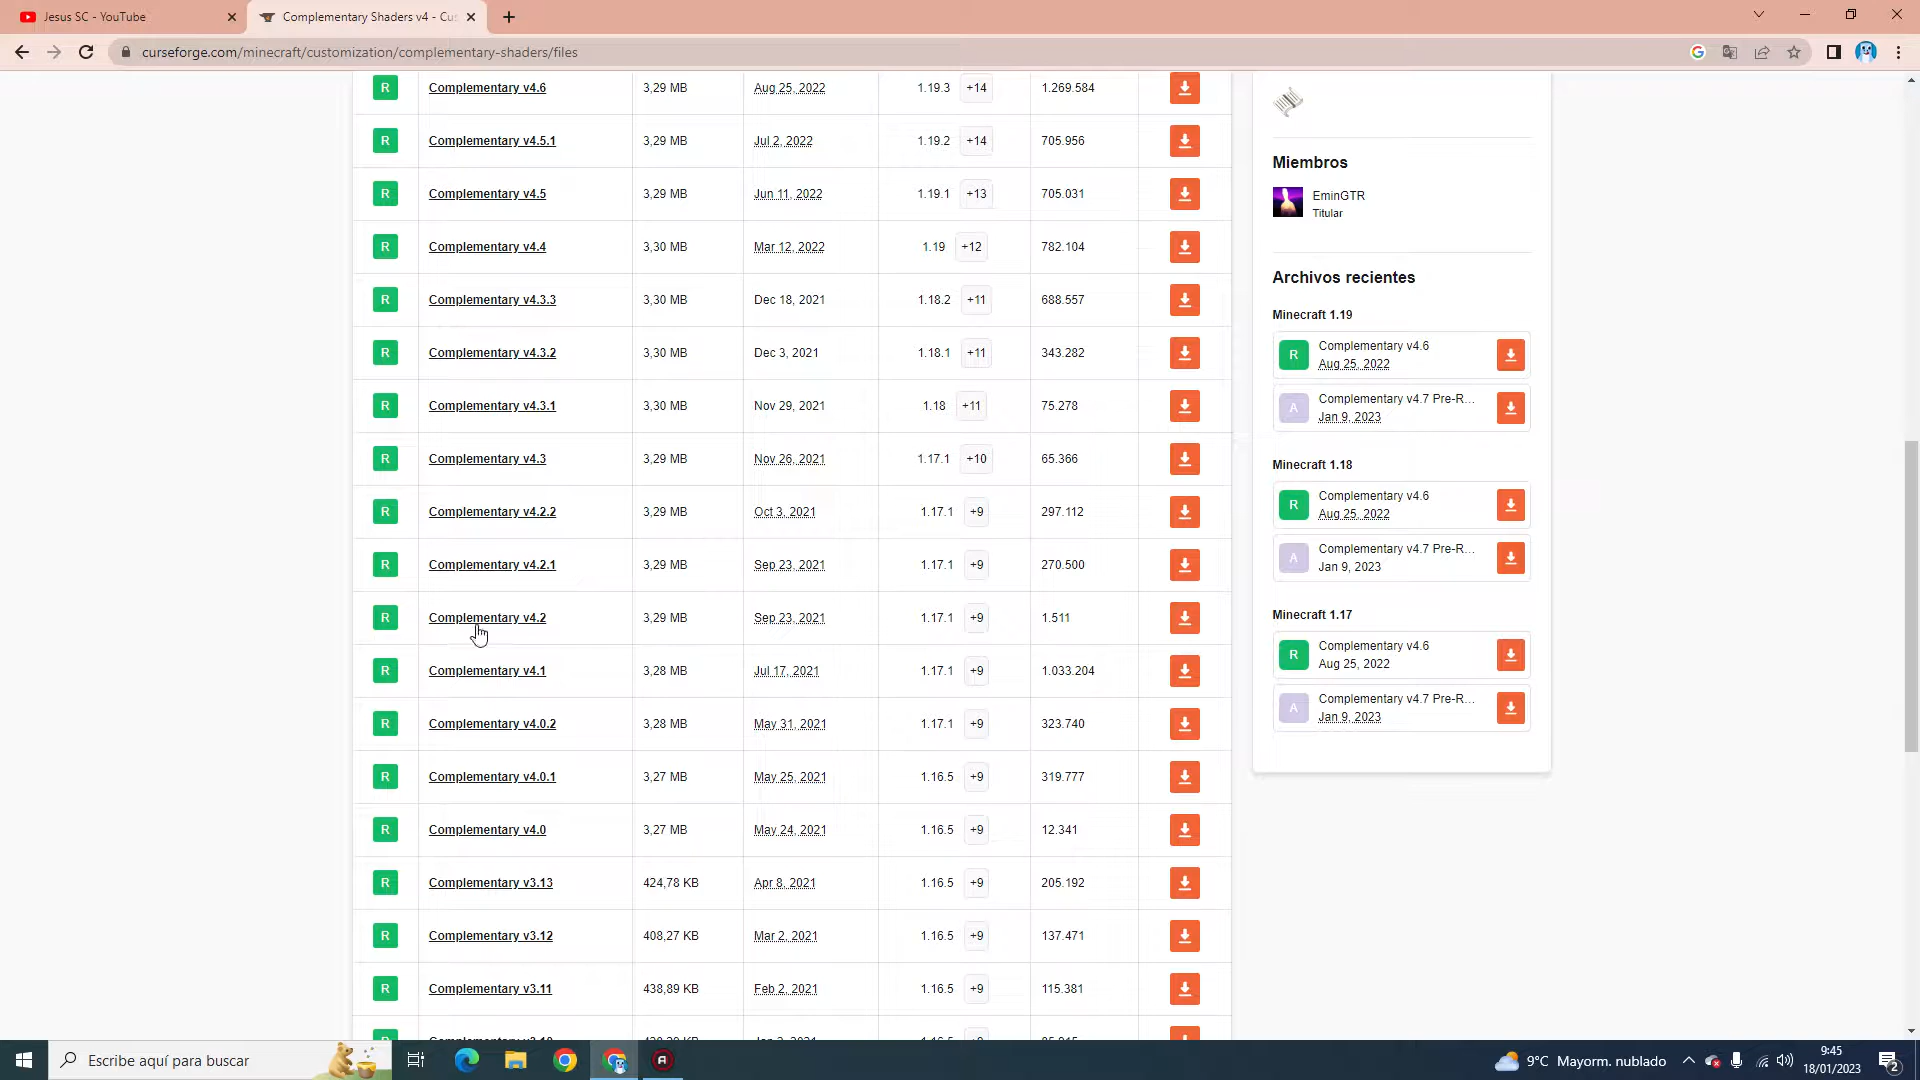 Jesus SC - YouTube
Complementary Shaders v4 - Cus
curseforge.com/minecraft/customization/complementary-shaders/files
R Complementary v4.6 3,29 MB Aug 25, 2022 1.19.3 +14 1.269.584
R Complementary v4.5.1 3,29 MB Jul 2, 2022 1.19.2 +14 705.956
R Complementary v4.5 3,29 MB Jun 11, 2022 1.19.1 +13 705.031
R Complementary v4.4 3,30 MB Mar 12, 2022 1.19 +12 782.104
R Complementary v4.3.3 3,30 MB Dec 18, 2021 1.18.2 +11 688.557
R Complementary v4.3.2 3,30 MB Dec 3, 2021 1.18.1 +11 343.282
R Complementary v4.3.1 3,30 MB Nov 29, 2021 1.18 +11 75.278
R Complementary v4.3 3,29 MB Nov 26, 2021 1.17.1 +10 65.366
R Complementary v4.2.2 3,29 MB Oct 3, 2021 1.17.1 +9 297.112
R Complementary v4.2.1 3,29 MB Sep 23, 2021 1.17.1 +9 270.500
R Complementary v4.2 3,29 MB Sep 23, 2021 1.17.1 +9 1.511
R Complementary v4.1 3,28 MB Jul 17, 2021 1.17.1 +9 1.033.204
R Complementary v4.0.2 3,28 MB May 31, 2021 1.17.1 +9 323.740
R Complementary v4.0.1 3,27 MB May 25, 2021 1.16.5 +9 319.777
R Complementary v4.0 3,27 MB May 24, 2021 1.16.5 +9 12.341
R Complementary v3.13 424,78 KB Apr 8, 2021 1.16.5 +9 205.192
R Complementary v3.12 408,27 KB Mar 2, 2021 1.16.5 +9 137.471
R Complementary v3.11 438,89 KB Feb 2, 2021 1.16.5 +9 115.381
Miembros
EminGTR
Titular
Archivos recientes
Minecraft 1.19
R Complementary v4.6
Aug 25, 2022
A Complementary v4.7 Pre-R...
Jan 9, 2023
Minecraft 1.18
R Complementary v4.6
Aug 25, 2022
A Complementary v4.7 Pre-R...
Jan 9, 2023
Minecraft 1.17
R Complementary v4.6
Aug 25, 2022
A Complementary v4.7 Pre-R...
Jan 9, 2023
Escribe aquí para buscar
9°C Mayorm. nublado
9:45
18/01/2023
2